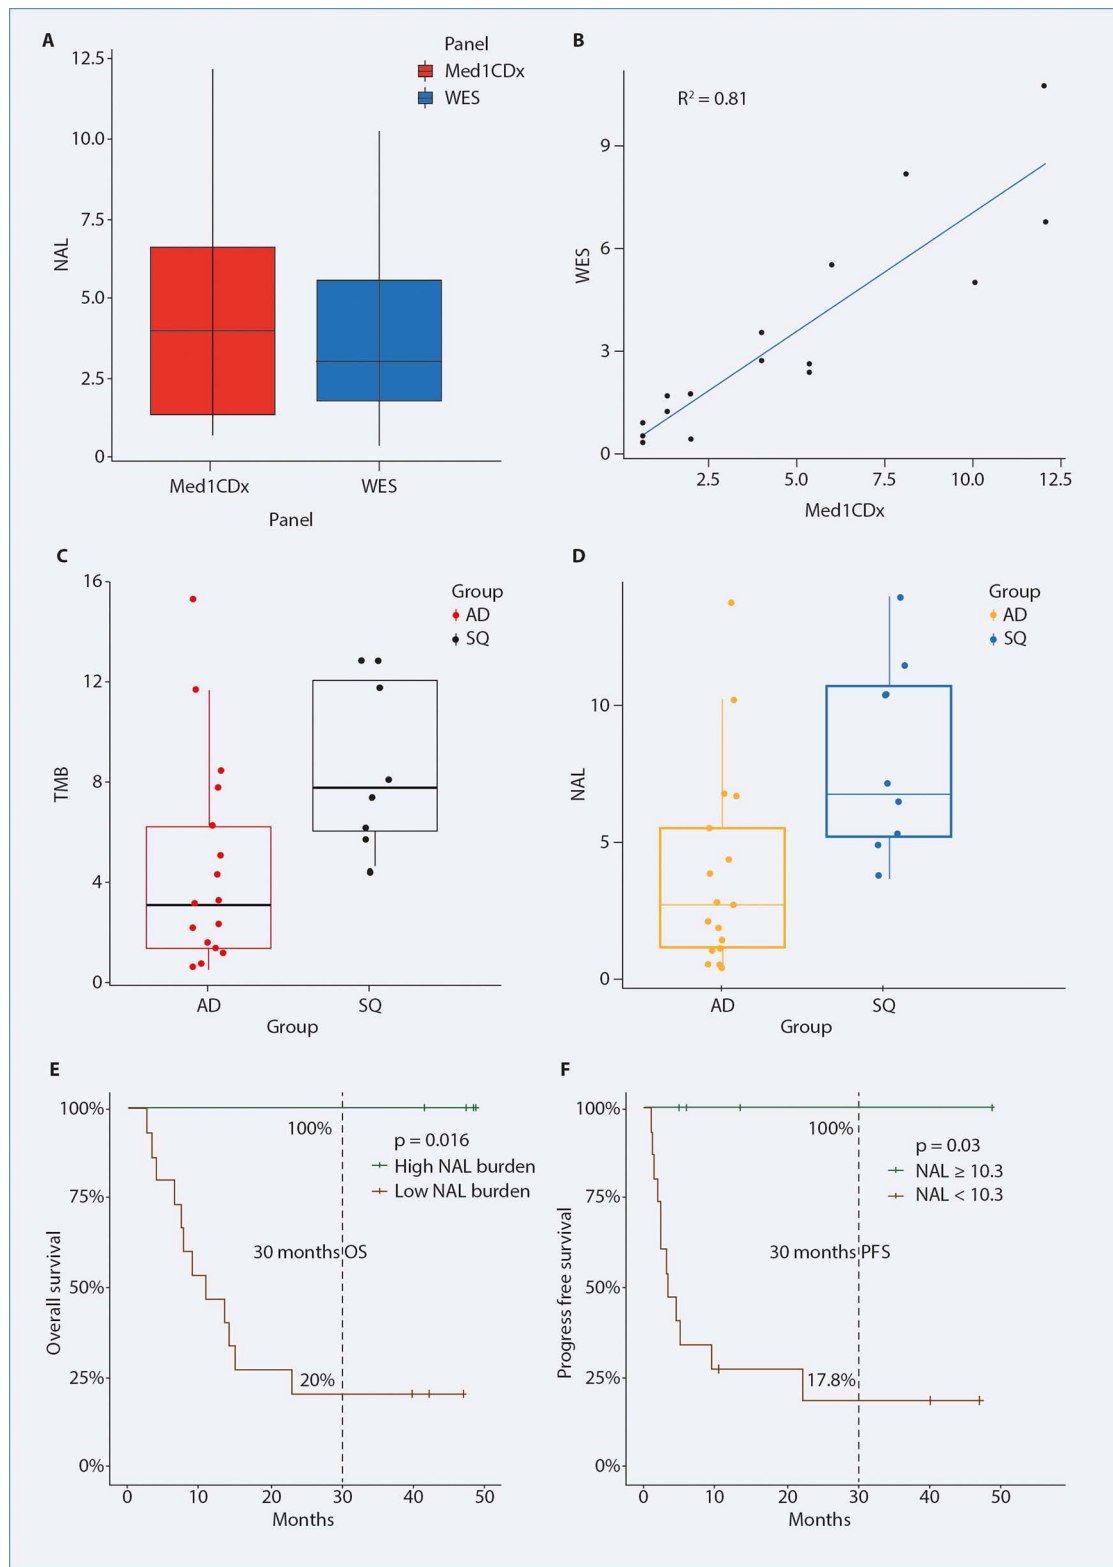 A
Panel
Med1CDx
WES
12.5
10.0
7.5
5.0
2.5
0
NAL
Med1CDx WES
Panel
B
R² = 0.81
9
6
3
0
WES
2.5 5.0 7.5 10.0 12.5
Med1CDx
C
Group
AD
SQ
16
12
8
4
0
TMB
AD SQ
Group
D
Group
AD
SQ
10
5
0
NAL
AD SQ
Group
E
100%
75%
50%
25%
0%
Overall survival
100%
p = 0.016
High NAL burden
Low NAL burden
30 months OS
20%
0 10 20 30 40 50
Months
F
100%
75%
50%
25%
0%
Progress free survival
100%
p = 0.03
NAL ≥ 10.3
NAL < 10.3
30 months PFS
17.8%
0 10 20 30 40 50
Months